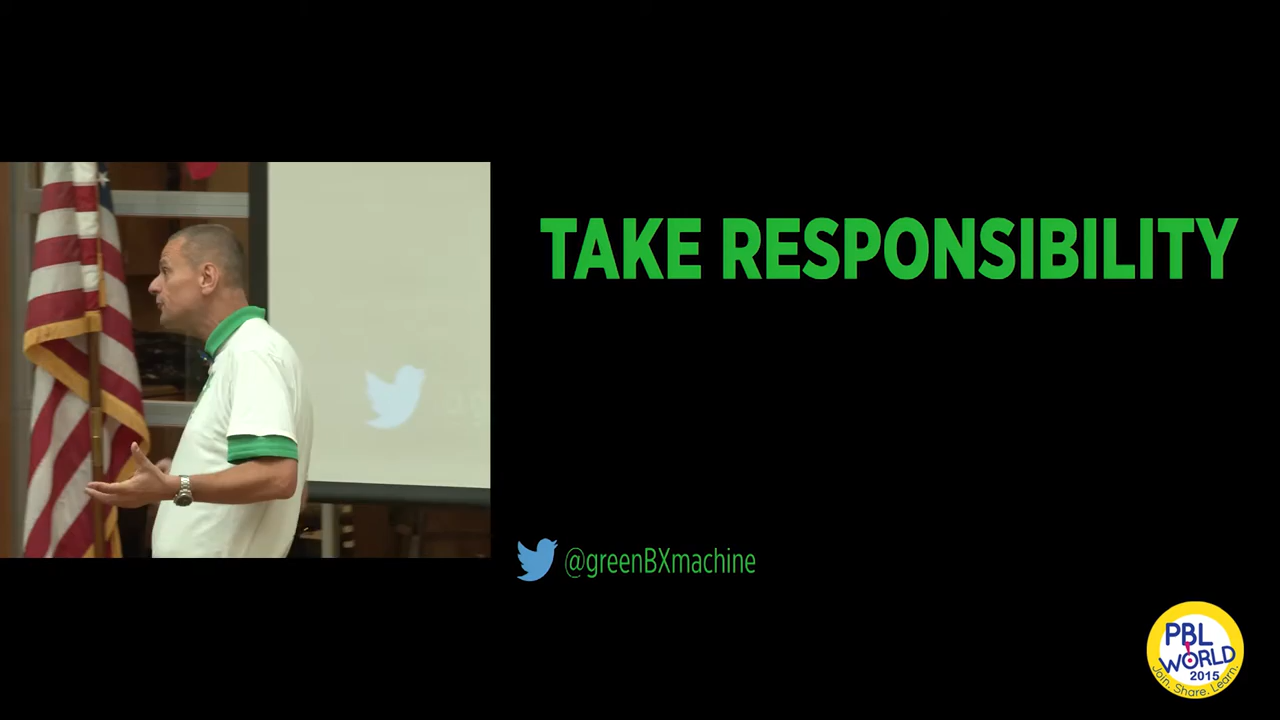 TAKE RESPONSIBILITY
@greenBXmachine
PBL
WORLD
2015
Join. Share. Learn.